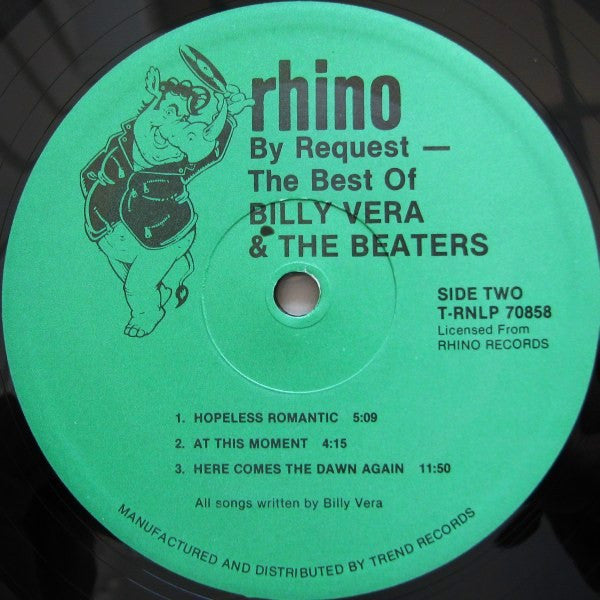 rhino
By Request —
The Best Of
BILLY VERA
& THE BEATERS
SIDE TWO
T-RNLP 70858
Licensed From
RHINO RECORDS
1. HOPELESS ROMANTIC 5:09
2. AT THIS MOMENT 4:15
3. HERE COMES THE DAWN AGAIN 11:50
All songs written by Billy Vera
MANUFACTURED AND DISTRIBUTED BY TREND RECORDS